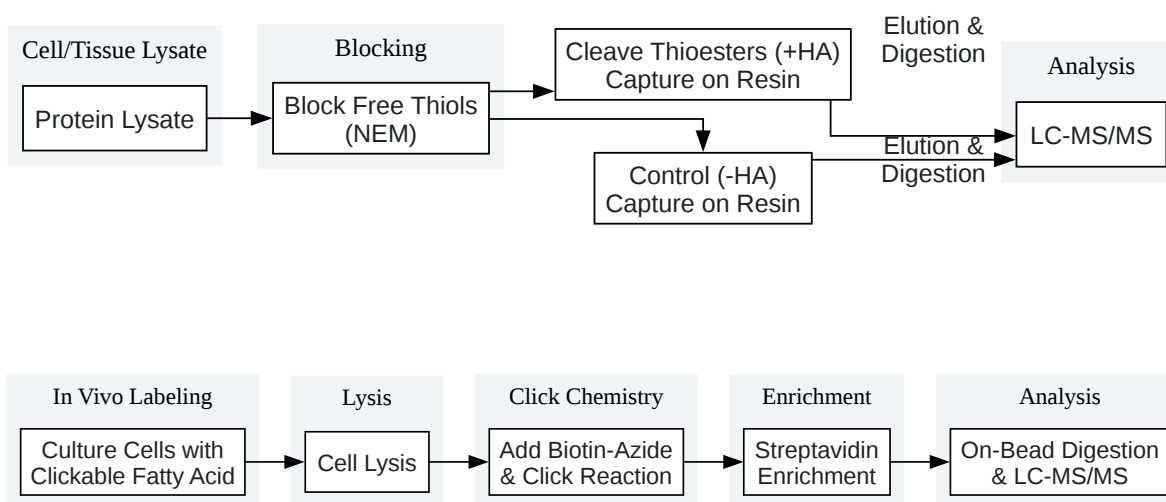 Cell/Tissue Lysate
Protein Lysate
Blocking
Block Free Thiols
(NEM)
Cleave Thioesters (+HA)
Capture on Resin
Control (-HA)
Capture on Resin
Elution &
Digestion
Elution &
Digestion
Analysis
LC-MS/MS
In Vivo Labeling
Culture Cells with
Clickable Fatty Acid
Lysis
Cell Lysis
Click Chemistry
Add Biotin-Azide
& Click Reaction
Enrichment
Streptavidin
Enrichment
Analysis
On-Bead Digestion
& LC-MS/MS